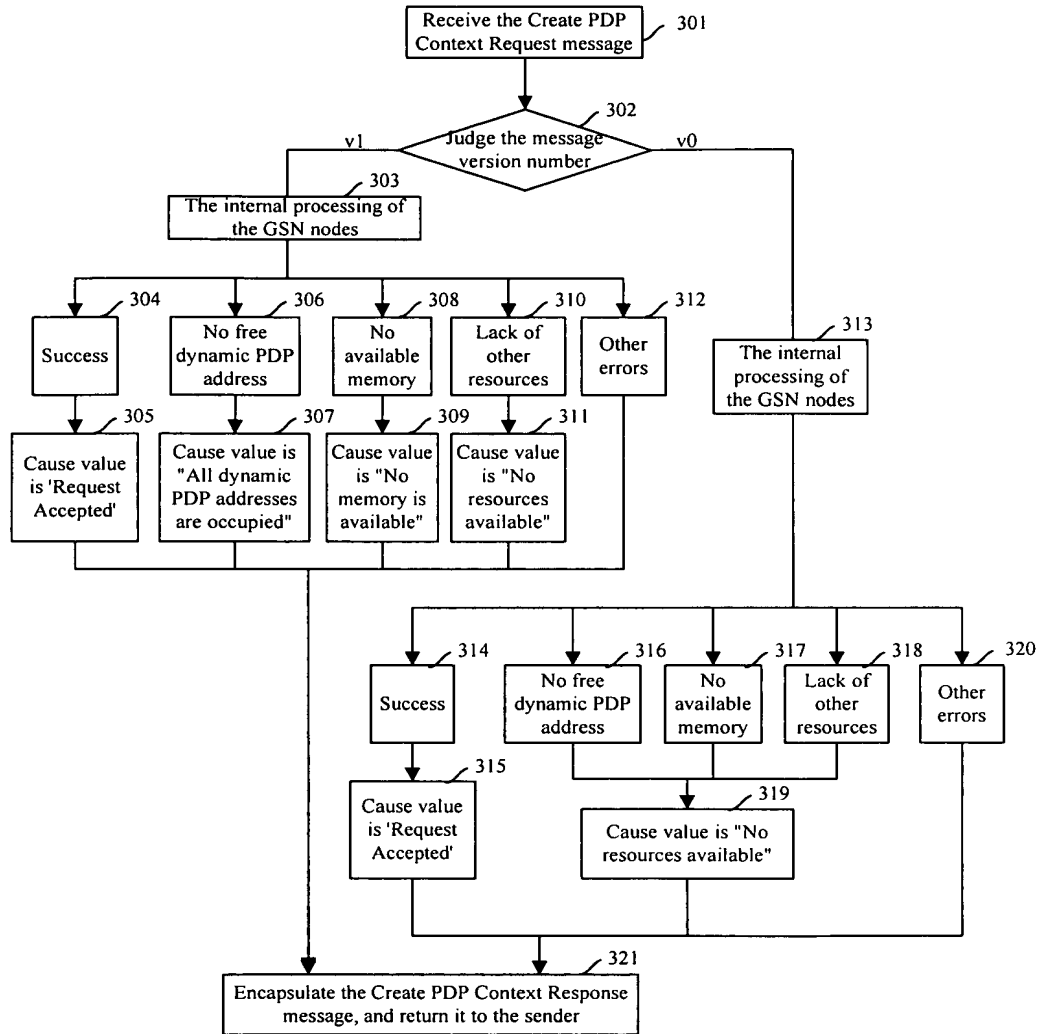 Receive the Create PDP
Context Request message
301
302
Judge the message
version number
v1
v0
303
The internal processing of
the GSN nodes
304
306
308
310
312
Success
No free
dynamic PDP
address
No
available
memory
Lack of
other
resources
Other
errors
313
The internal
processing of
the GSN nodes
305
307
309
311
Cause value
is 'Request
Accepted'
Cause value is
"All dynamic
PDP addresses
are occupied"
Cause value
is "No
memory is
available"
Cause value
is "No
resources
available"
314
316
317
318
320
Success
No free
dynamic PDP
address
No
available
memory
Lack of
other
resources
Other
errors
315
319
Cause value
is 'Request
Accepted'
Cause value is "No
resources available"
321
Encapsulate the Create PDP Context Response
message, and return it to the sender